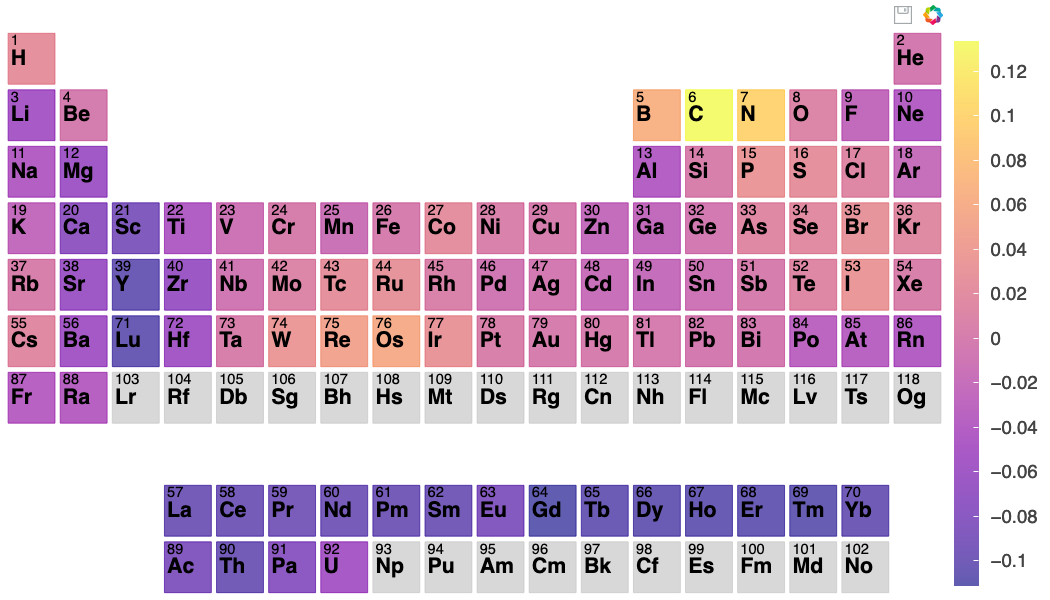 1 2
H He
3 4 5 6 7 8 9 10
Li Be B C N O F Ne
11 12 13 14 15 16 17 18
Na Mg Al Si P S Cl Ar
19 20 21 22 23 24 25 26 27 28 29 30 31 32 33 34 35 36
K Ca Sc Ti V Cr Mn Fe Co Ni Cu Zn Ga Ge As Se Br Kr
37 38 39 40 41 42 43 44 45 46 47 48 49 50 51 52 53 54
Rb Sr Y Zr Nb Mo Tc Ru Rh Pd Ag Cd In Sn Sb Te I Xe
55 56 71 72 73 74 75 76 77 78 79 80 81 82 83 84 85 86
Cs Ba Lu Hf Ta W Re Os Ir Pt Au Hg Tl Pb Bi Po At Rn
87 88 103 104 105 106 107 108 109 110 111 112 113 114 115 116 117 118
Fr Ra Lr Rf Db Sg Bh Hs Mt Ds Rg Cn Nh Fl Mc Lv Ts Og
57 58 59 60 61 62 63 64 65 66 67 68 69 70
La Ce Pr Nd Pm Sm Eu Gd Tb Dy Ho Er Tm Yb
89 90 91 92 93 94 95 96 97 98 99 100 101 102
Ac Th Pa U Np Pu Am Cm Bk Cf Es Fm Md No
0.12
0.1
0.08
0.06
0.04
0.02
0
−0.02
−0.04
−0.06
−0.08
−0.1